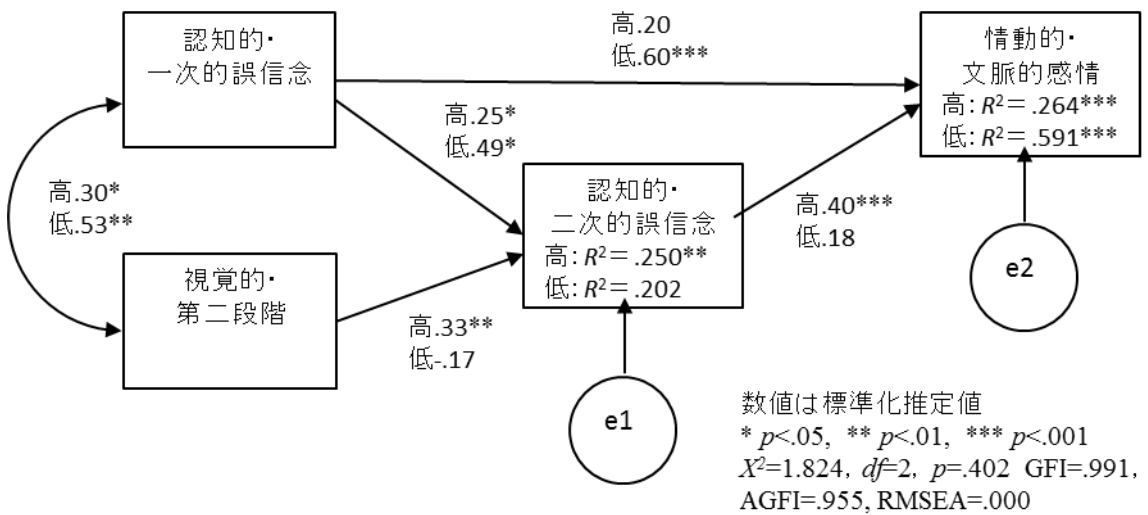 認知的・
一次的誤信念
高.20
低.60***
情動的・
文脈的感情
高：R²＝.264***
低：R²＝.591***
高.25*
低.49*
高.30*
低.53**
認知的・
二次的誤信念
高：R²＝.250**
低：R²＝.202
高.40***
低.18
視覚的・
第二段階
高.33**
低-.17
e1
e2
数値は標準化推定値
* p<.05, ** p<.01, *** p<.001
X²=1.824, df=2, p=.402 GFI=.991,
AGFI=.955, RMSEA=.000